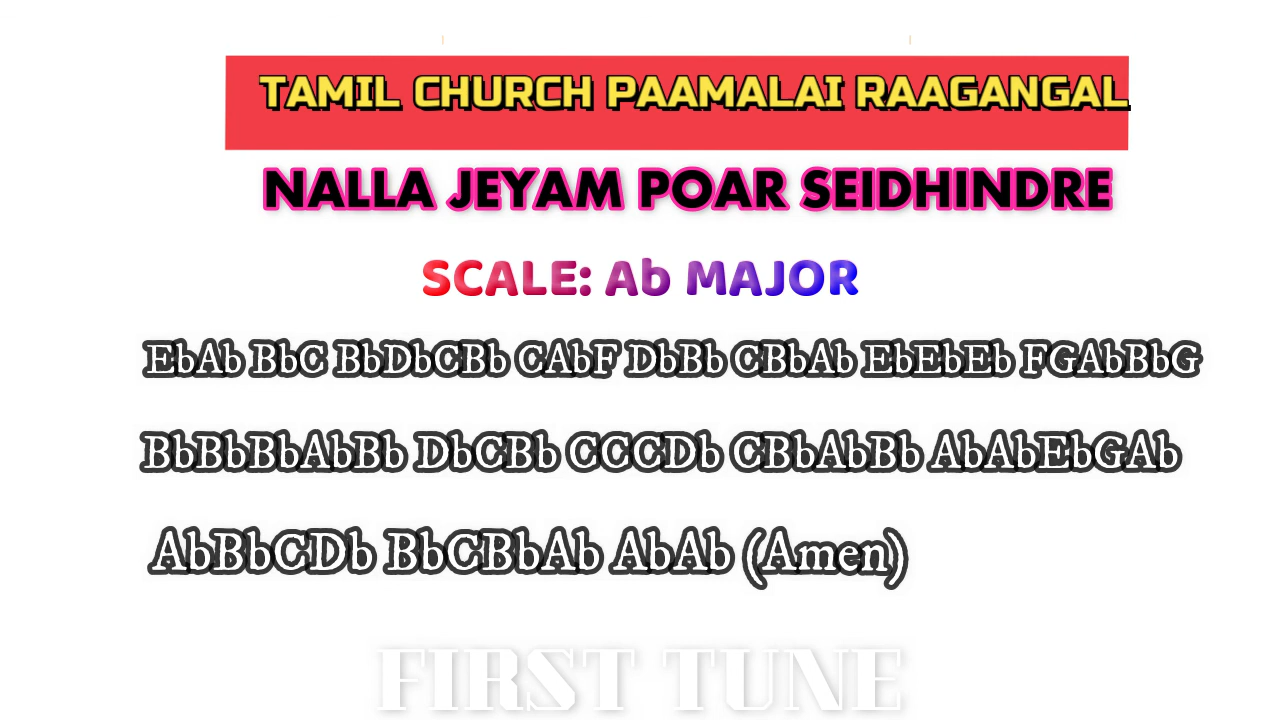 TAMIL CHURCH PAAMALAI RAAGANGAL
NALLA JEYAM POAR SEIDHINDRE
SCALE: Ab MAJOR
EbAb BbC BbDbCBb CAbF DbBb CBbAb EbEbEb FGAbBbG
BbBbBbAbBb DbCBb CCCDb CBbAbBb AbAbEbGAb
AbBbCDb BbCBbAb AbAb (Amen)
FIRST TUNE